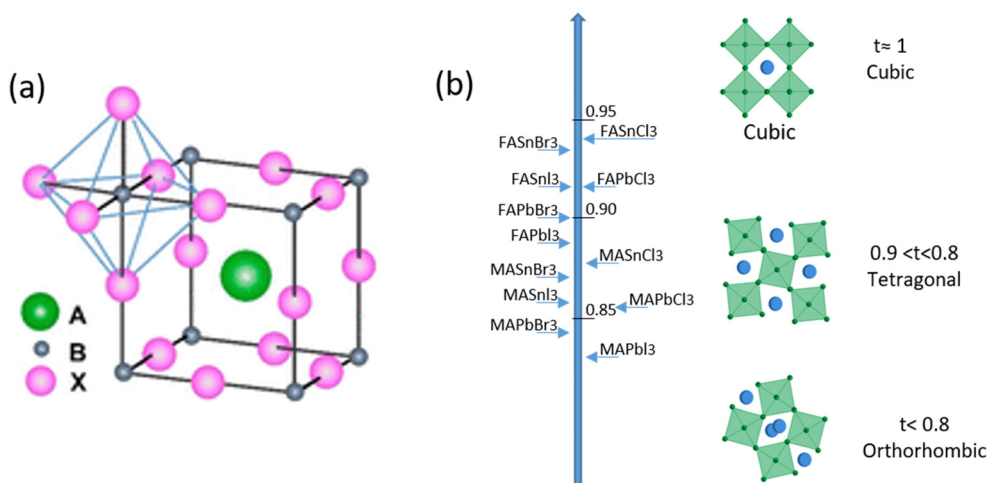 (a)
A
B
X
(b)
0.95
FASnCl3
FASnBr3
FASnI3
FAPbCl3
FAPbBr3
0.90
FAPbI3
MASnCl3
MASnBr3
MASnI3
MAPbCl3
0.85
MAPbBr3
MAPbI3
Cubic
t≈ 1
Cubic
0.9 <t<0.8
Tetragonal
t< 0.8
Orthorhombic